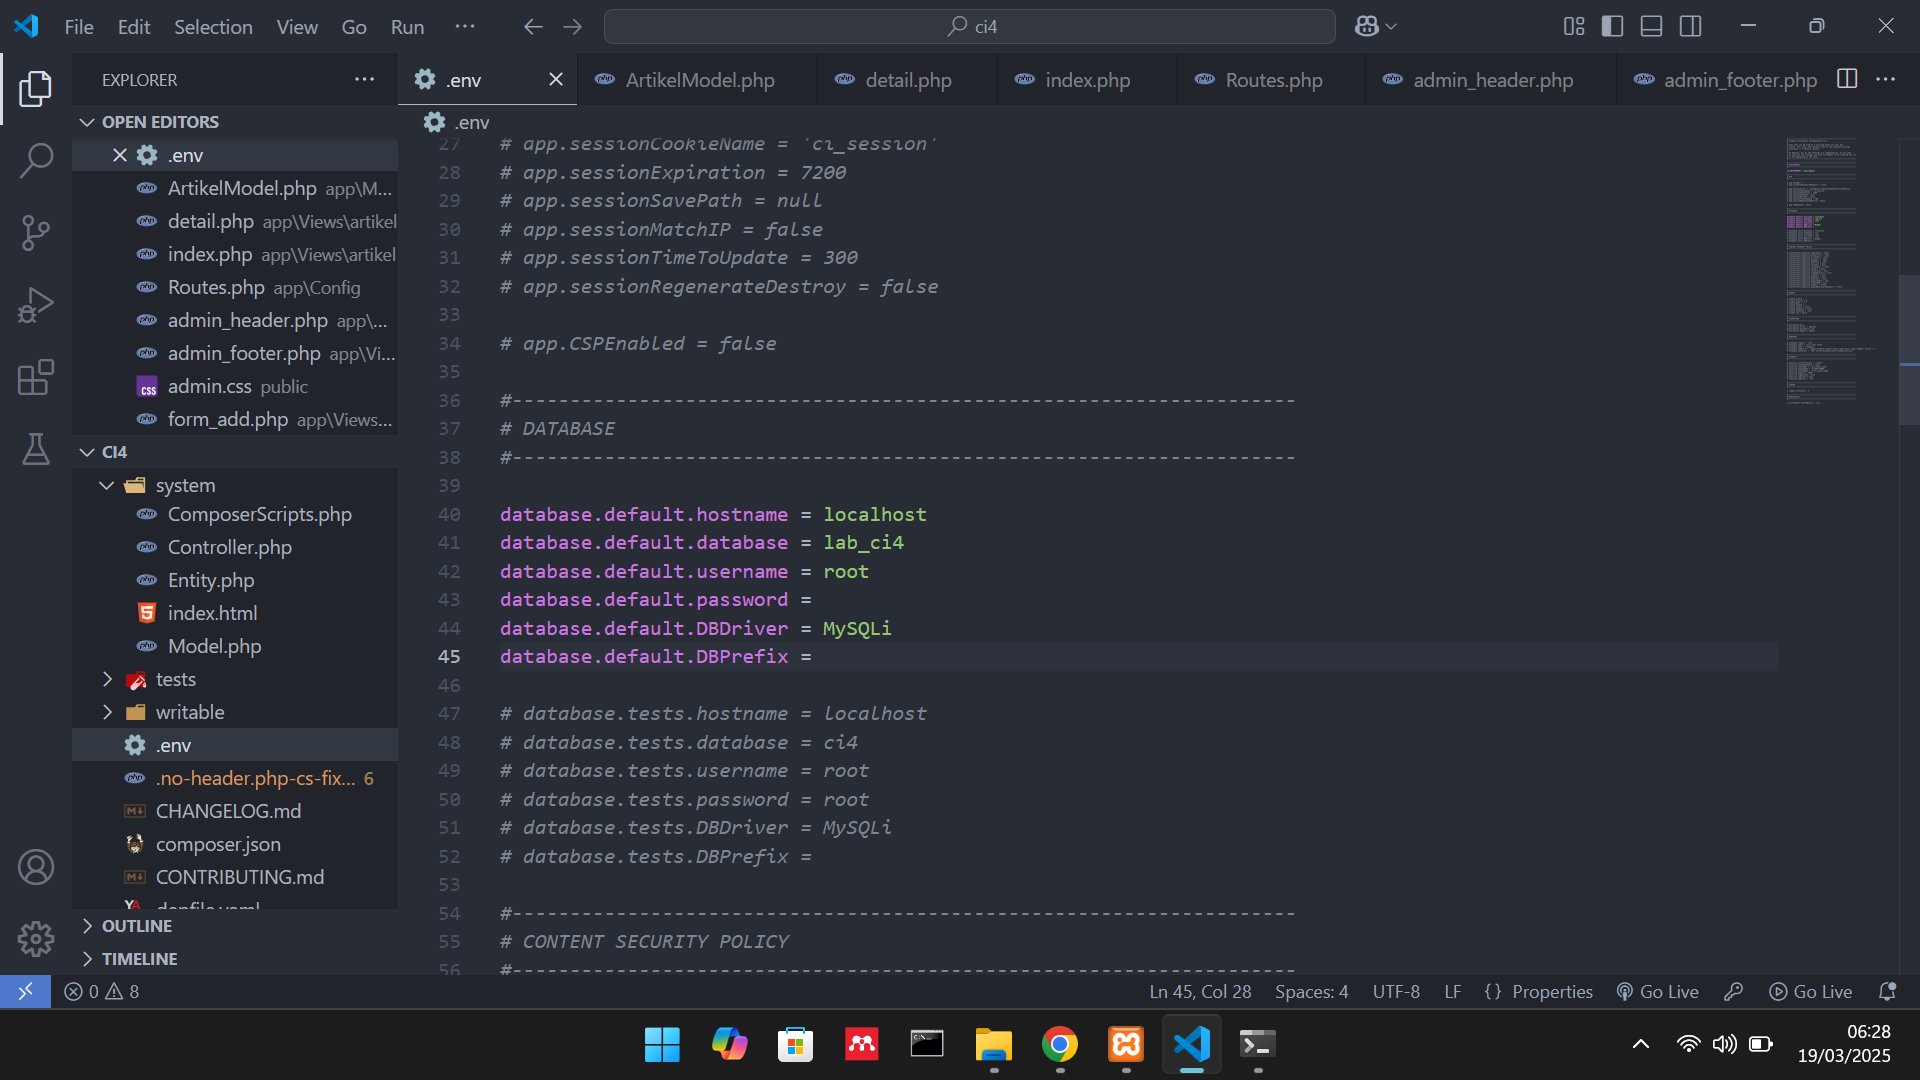 File Edit Selection View Go Run ...
ci4
EXPLORER
OPEN EDITORS
.env
ArtikelModel.php app\M...
detail.php app\Views\artikel
index.php app\Views\artikel
Routes.php app\Config
admin_header.php app\...
admin_footer.php app\Vi...
admin.css public
form_add.php app\Views...
CI4
system
ComposerScripts.php
Controller.php
Entity.php
index.html
Model.php
tests
writable
.env
.no-header.php-cs-fix... 6
CHANGELOG.md
composer.json
CONTRIBUTING.md
OUTLINE
TIMELINE
.env
ArtikelModel.php
detail.php
index.php
Routes.php
admin_header.php
admin_footer.php
.env
27 # app.sessionCookieName = 'ci_session'
28 # app.sessionExpiration = 7200
29 # app.sessionSavePath = null
30 # app.sessionMatchIP = false
31 # app.sessionTimeToUpdate = 300
32 # app.sessionRegenerateDestroy = false
33
34 # app.CSPEnabled = false
35
36 #--------------------------------------------------------------------
37 # DATABASE
38 #--------------------------------------------------------------------
39
40 database.default.hostname = localhost
41 database.default.database = lab_ci4
42 database.default.username = root
43 database.default.password =
44 database.default.DBDriver = MySQLi
45 database.default.DBPrefix =
46
47 # database.tests.hostname = localhost
48 # database.tests.database = ci4
49 # database.tests.username = root
50 # database.tests.password = root
51 # database.tests.DBDriver = MySQLi
52 # database.tests.DBPrefix =
53
54 #--------------------------------------------------------------------
55 # CONTENT SECURITY POLICY
56 #--------------------------------------------------------------------
0 8
Ln 45, Col 28 Spaces: 4 UTF-8 LF {} Properties Go Live Go Live
06:28
19/03/2025